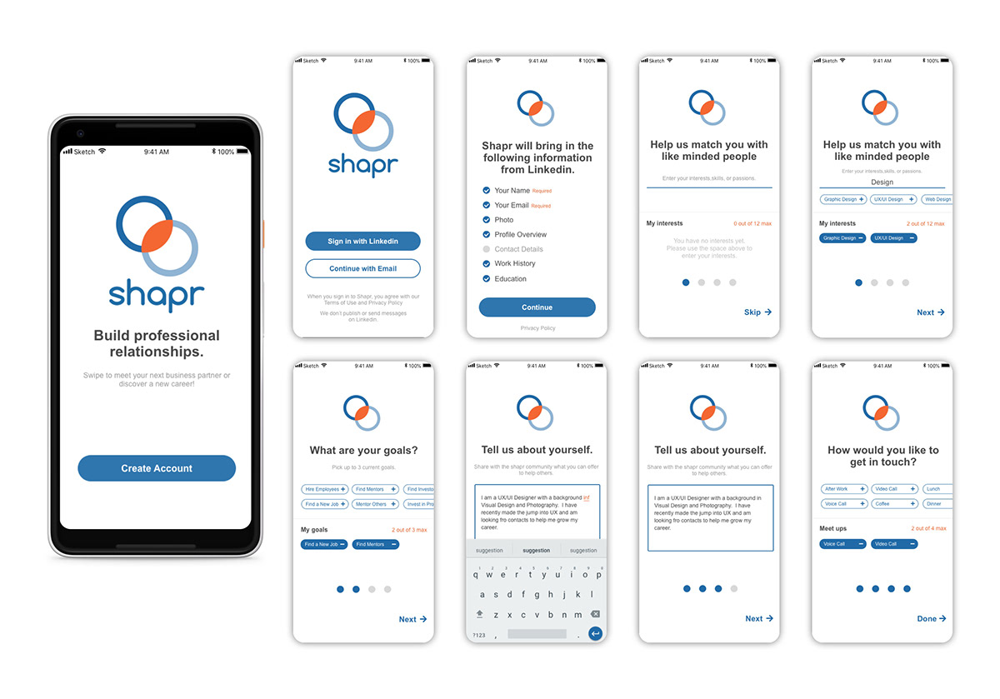 Sketch 9:41 AM 100%
shapr
Build professional
relationships.
Swipe to meet your next business partner or
discover a new career!
Create Account
Sketch 9:41 AM 100%
shapr
Sign in with Linkedin
Continue with Email
When you sign in to Shapr, you agree with our
Terms of Use and Privacy Policy
We don't publish or send messages
on Linkedin.
Sketch 9:41 AM 100%
Shapr will bring in the
following information
from Linkedin.
Your Name Required
Your Email Required
Photo
Profile Overview
Contact Details
Work History
Education
Continue
Privacy Policy
Sketch 9:41 AM 100%
Help us match you with
like minded people
Enter your interests,skills, or passions.
My interests 0 out of 12 max
You have no interests yet.
Please use the space above to
enter your interests.
Skip →
Sketch 9:41 AM 100%
Help us match you with
like minded people
Enter your interests,skills, or passions.
Design
Graphic Design + UX/UI Design + Web Design
My interests 2 out of 12 max
Graphic Design − UX/UI Design −
Next →
Sketch 9:41 AM 100%
What are your goals?
Pick up to 3 current goals.
Hire Employees + Find Mentors + Find Investo
Find a New Job + Mentor Others + Invest in Pro
My goals 2 out of 3 max
Find a New Job − Find Mentors −
Next →
Sketch 9:41 AM 100%
Tell us about yourself.
Share with the shapr community what you can offer
to help others.
I am a UX/UI Designer with a background inf
Visual Design and Photography. I have
recently made the jump into UX and am
looking fro contacts to help me grow my
career.
suggestion suggestion suggestion
1 2 3 4 5 6 7 8 9 0
q w e r t y u i o p
a s d f g h j k l
z x c v b n m
?123 , .
Sketch 9:41 AM 100%
Tell us about yourself.
Share with the shapr community what you can offer
to help others.
I am a UX/UI Designer with a background in
Visual Design and Photography. I have
recently made the jump into UX and am
looking fro contacts to help me grow my
career.
Next →
Sketch 9:41 AM 100%
How would you like to
get in touch?
After Work + Video Call + Lunch
Voice Call + Coffee + Dinner
Meet ups 2 out of 4 max
Voice Call − Video Call −
Done →